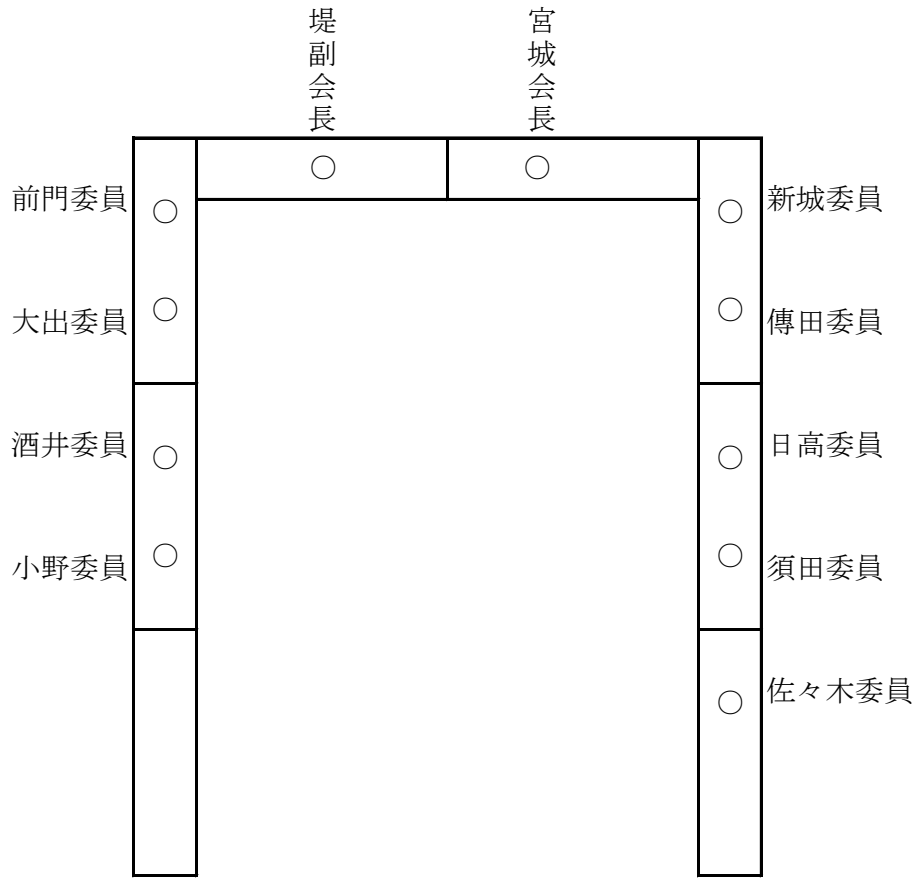 堤副会長
宮城会長
前門委員
新城委員
大出委員
傳田委員
酒井委員
日高委員
小野委員
須田委員
佐々木委員